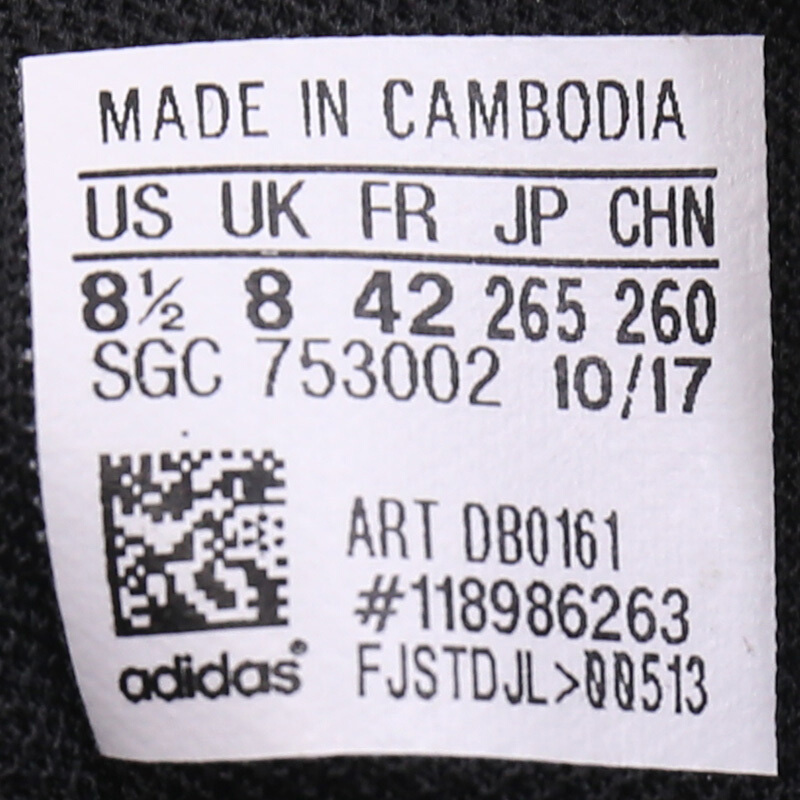 MADE IN CAMBODIA
US UK FR JP CHN
8½ 8 42 265 260
SGC 753002 10/17
ART DB0161
#118986263
adidas® FJSTDJL>00513